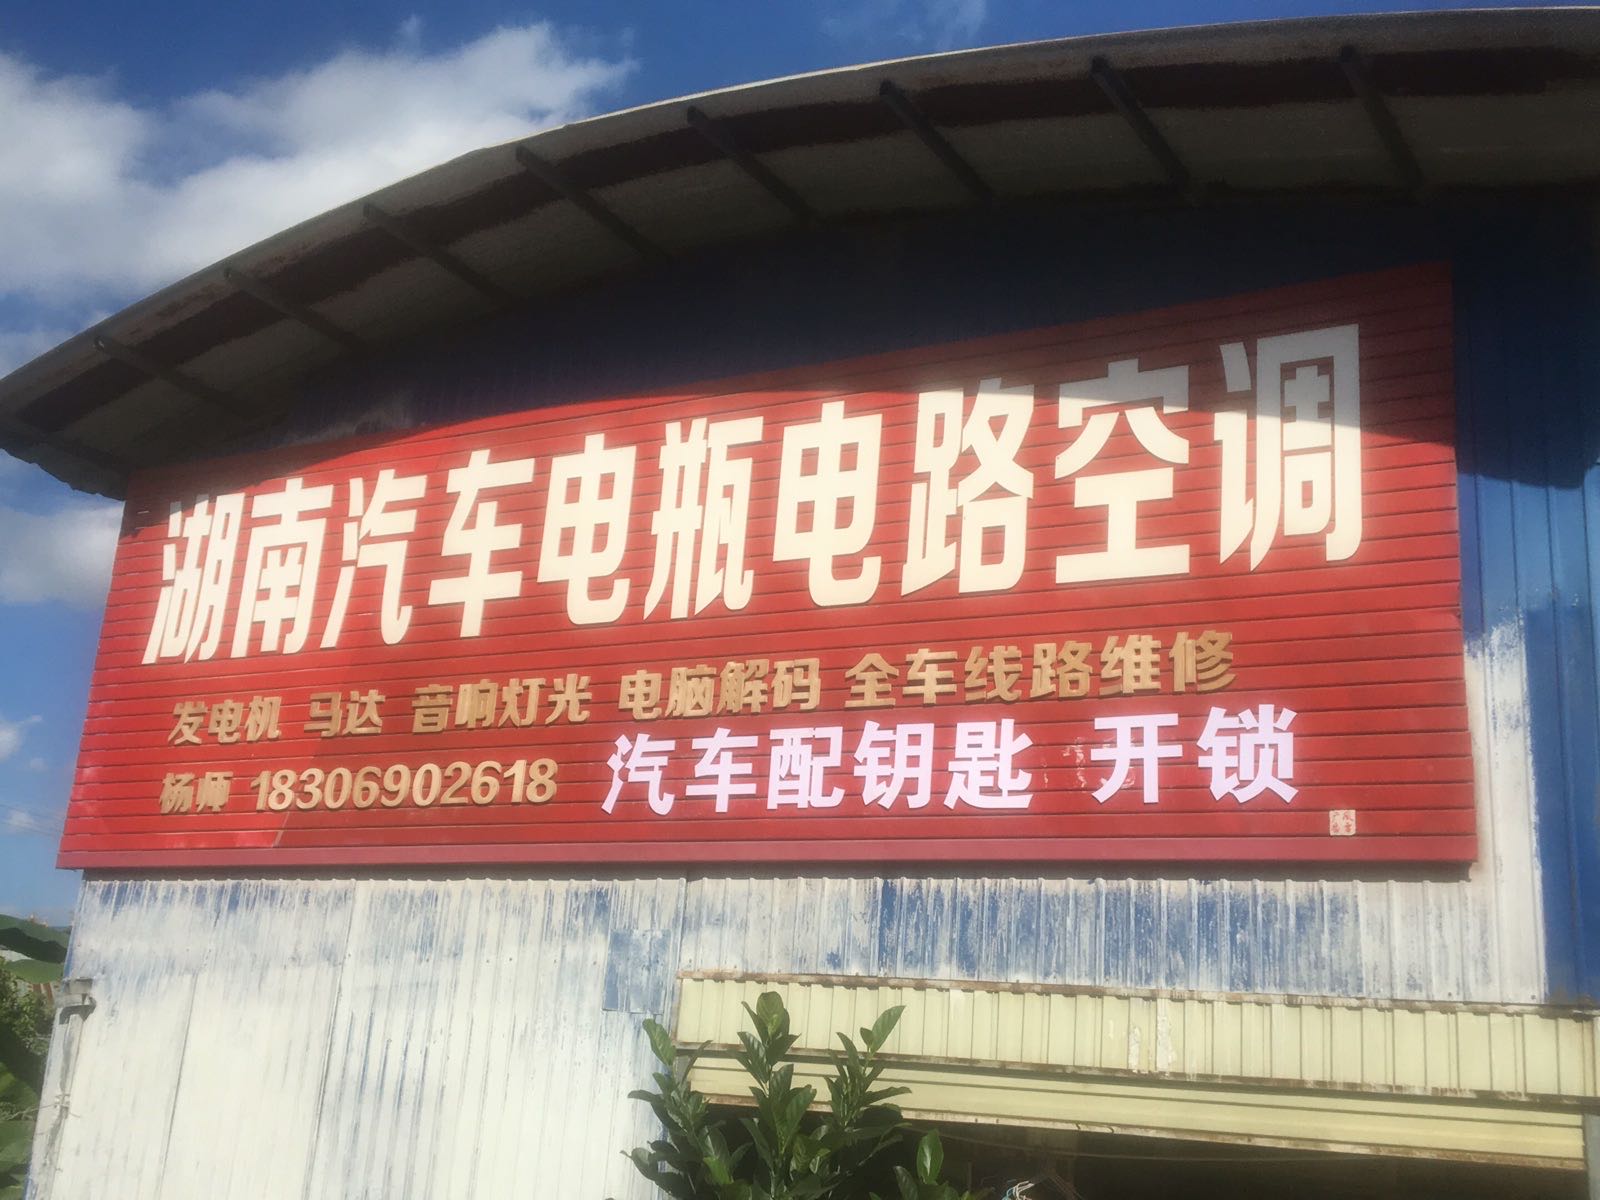 湖南汽车电瓶电路空调
发电机 马达 音响灯光 电脑解码 全车线路维修
杨师 18306902618 汽车配钥匙 开锁